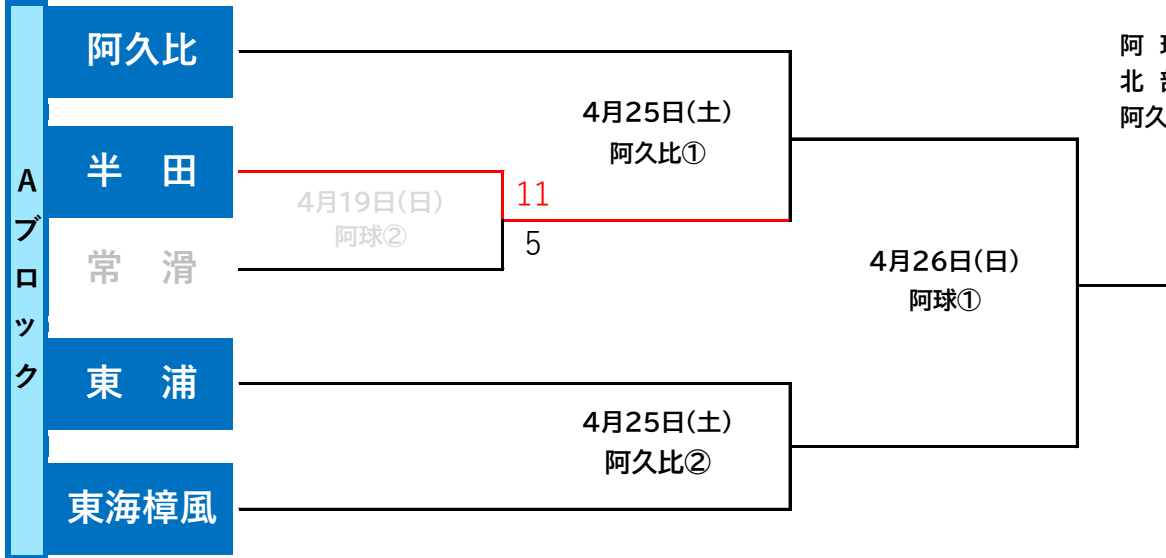 Aブロック
阿久比
半 田
常 滑
東 浦
東海樟風
4月19日(日)
阿球②
11
5
4月25日(土)
阿久比①
4月25日(土)
阿久比②
4月26日(日)
阿球①
阿
北
阿久